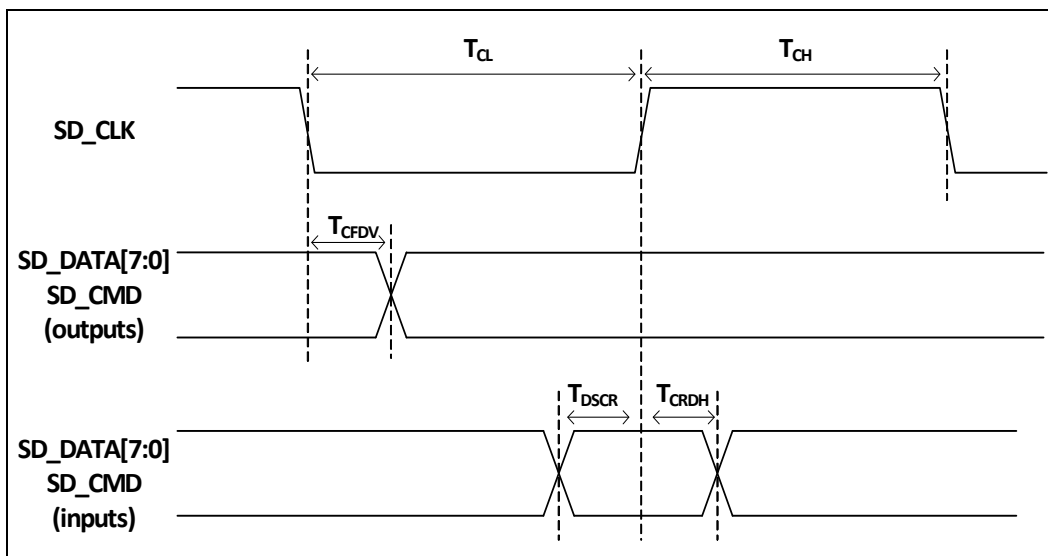 T_CL
T_CH
SD_CLK
T_CFDV
SD_DATA[7:0]
SD_CMD
(outputs)
T_DSCR
T_CRDH
SD_DATA[7:0]
SD_CMD
(inputs)